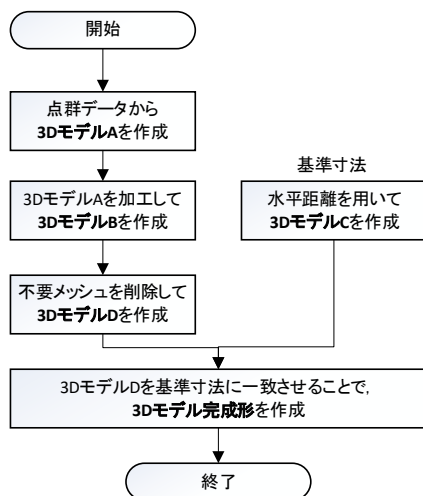 開始
点群データから
3DモデルAを作成
3DモデルAを加工して
3DモデルBを作成
基準寸法
水平距離を用いて
3DモデルCを作成
不要メッシュを削除して
3DモデルDを作成
3DモデルDを基準寸法に一致させることで,
3Dモデル完成形を作成
終了